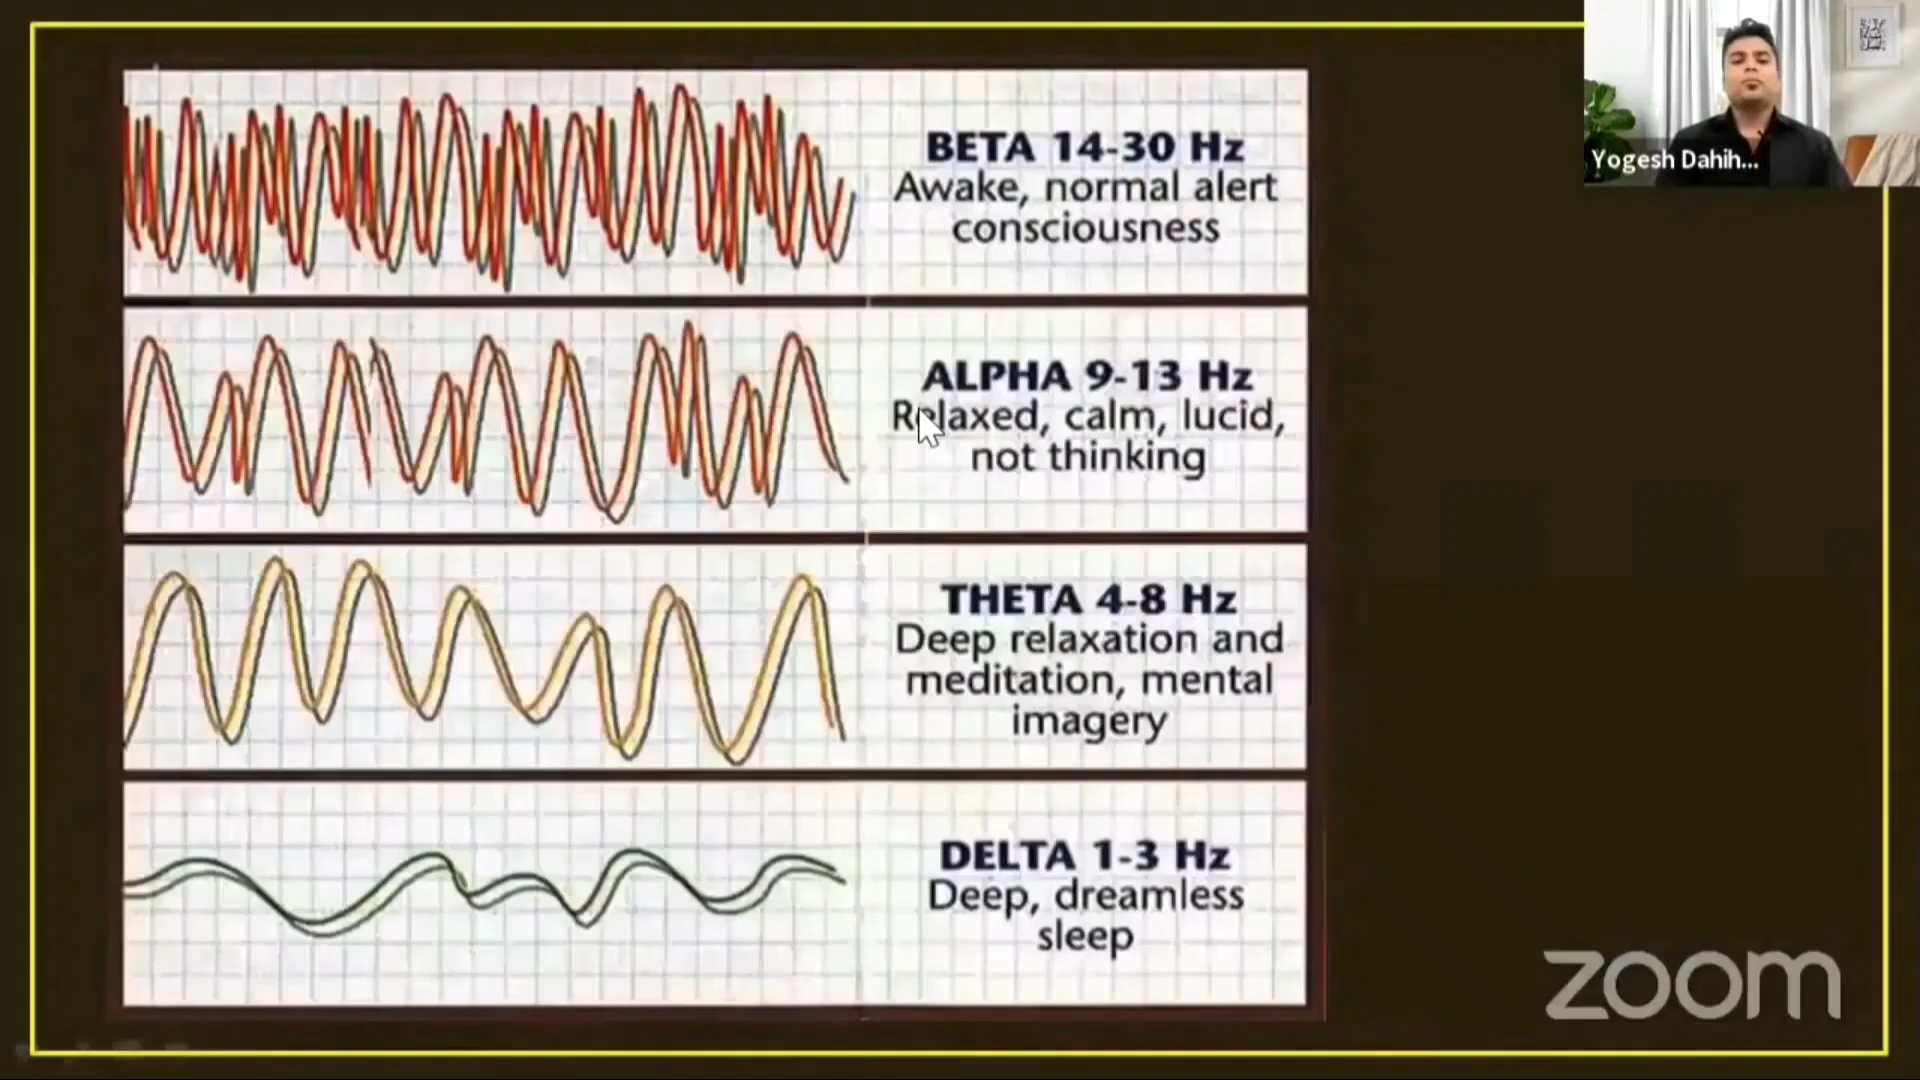 BETA 14-30 Hz
Awake, normal alert
consciousness
Yogesh Dahih...
ALPHA 9-13 Hz
Relaxed, calm, lucid,
not thinking
THETA 4-8 Hz
Deep relaxation and
meditation, mental
imagery
DELTA 1-3 Hz
Deep, dreamless
sleep
zoom